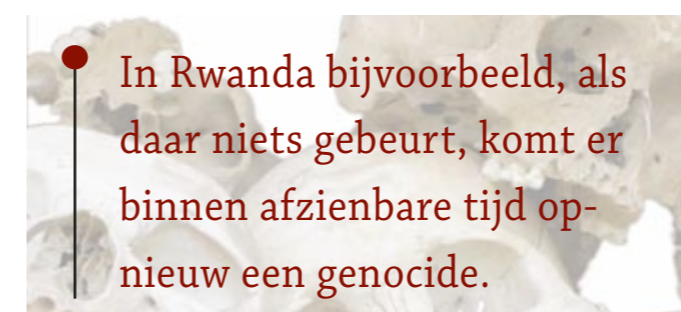 In Rwanda bijvoorbeeld, als
daar niets gebeurt, komt er
binnen afzienbare tijd op-
nieuw een genocide.